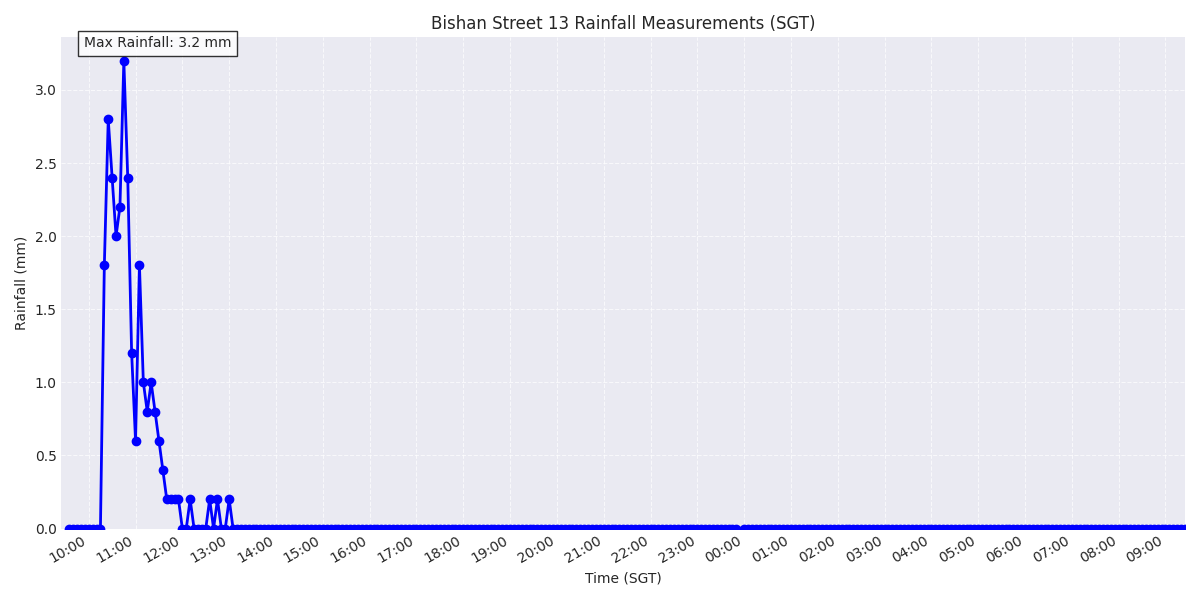 Bishan Street 13 Rainfall Measurements (SGT)
Max Rainfall: 3.2 mm
Rainfall (mm)
3.0
2.5
2.0
1.5
1.0
0.5
0.0
10:00 11:00 12:00 13:00 14:00 15:00 16:00 17:00 18:00 19:00 20:00 21:00 22:00 23:00 00:00 01:00 02:00 03:00 04:00 05:00 06:00 07:00 08:00 09:00
Time (SGT)